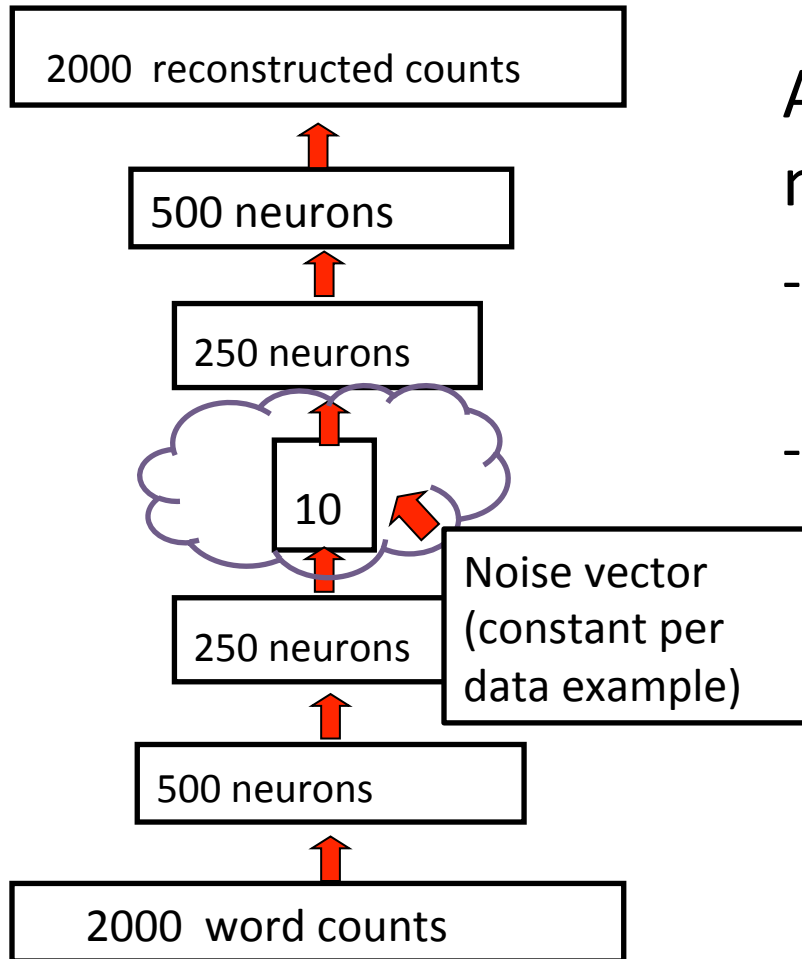 2000 reconstructed counts
500 neurons
250 neurons
10
Noise vector
(constant per
data example)
250 neurons
500 neurons
2000 word counts
A
-
-